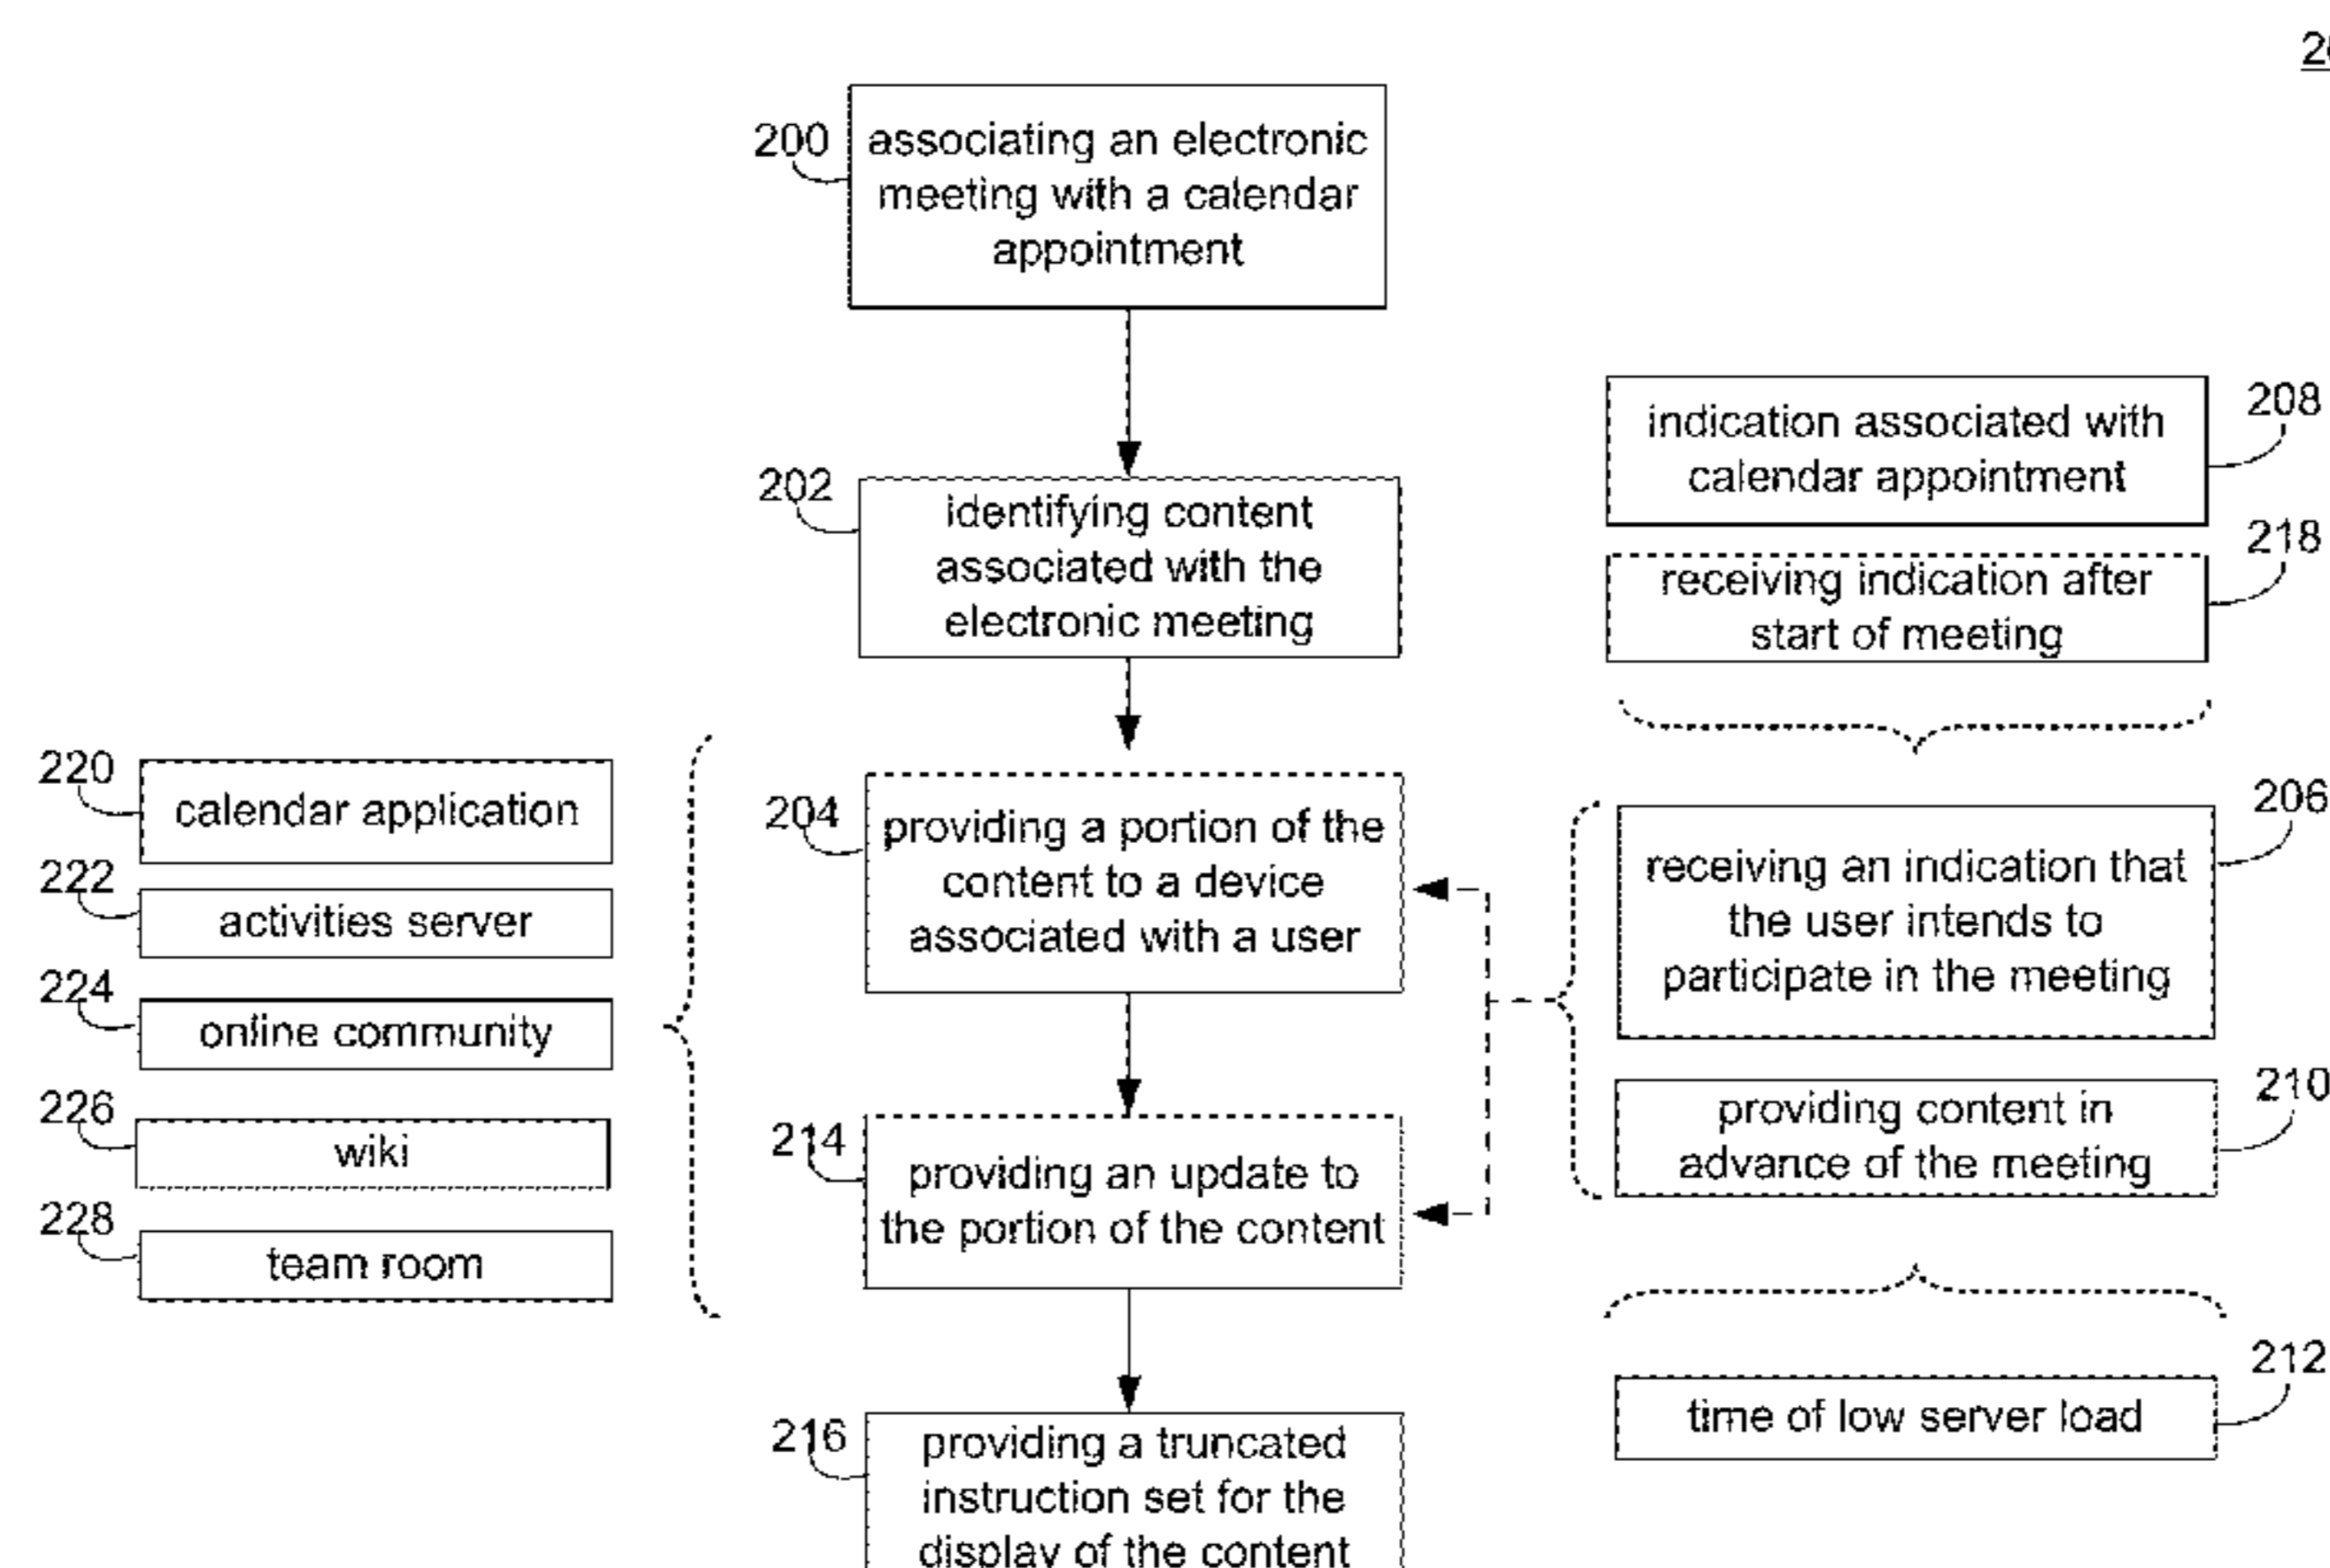 200
associating an electronic
meeting with a calendar
appointment
202
identifying content
associated with the
electronic meeting
208
indication associated with
calendar appointment
218
receiving indication after
start of meeting
220
calendar application
222
activities server
224
online community
226
wiki
228
team room
204
providing a portion of the
content to a device
associated with a user
214
providing an update to
the portion of the content
216
providing a truncated
instruction set for the
display of the content
206
receiving an indication that
the user intends to
participate in the meeting
210
providing content in
advance of the meeting
212
time of low server load